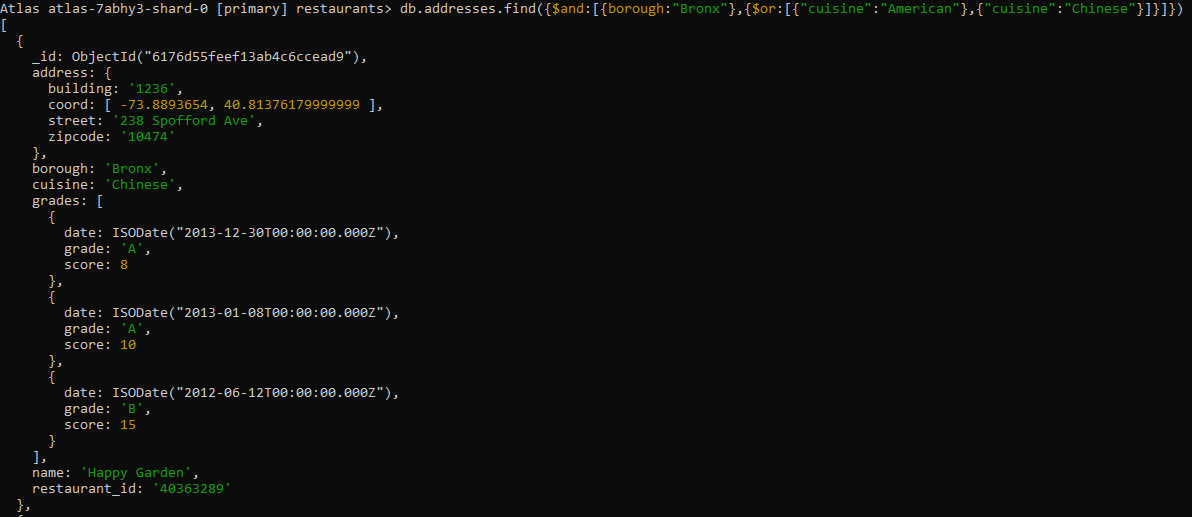 Atlas atlas-7abhy3-shard-0 [primary] restaurants> db.addresses.find({$and:[{borough:"Bronx"},{$or:[{"cuisine":"American"},{"cuisine":"Chinese"}]}]})
[
  {
    _id: ObjectId("6176d55feef13ab4c6ccead9"),
    address: {
      building: '1236',
      coord: [ -73.8893654, 40.81376179999999 ],
      street: '238 Spofford Ave',
      zipcode: '10474'
    },
    borough: 'Bronx',
    cuisine: 'Chinese',
    grades: [
      {
        date: ISODate("2013-12-30T00:00:00.000Z"),
        grade: 'A',
        score: 8
      },
      {
        date: ISODate("2013-01-08T00:00:00.000Z"),
        grade: 'A',
        score: 10
      },
      {
        date: ISODate("2012-06-12T00:00:00.000Z"),
        grade: 'B',
        score: 15
      }
    ],
    name: 'Happy Garden',
    restaurant_id: '40363289'
  },